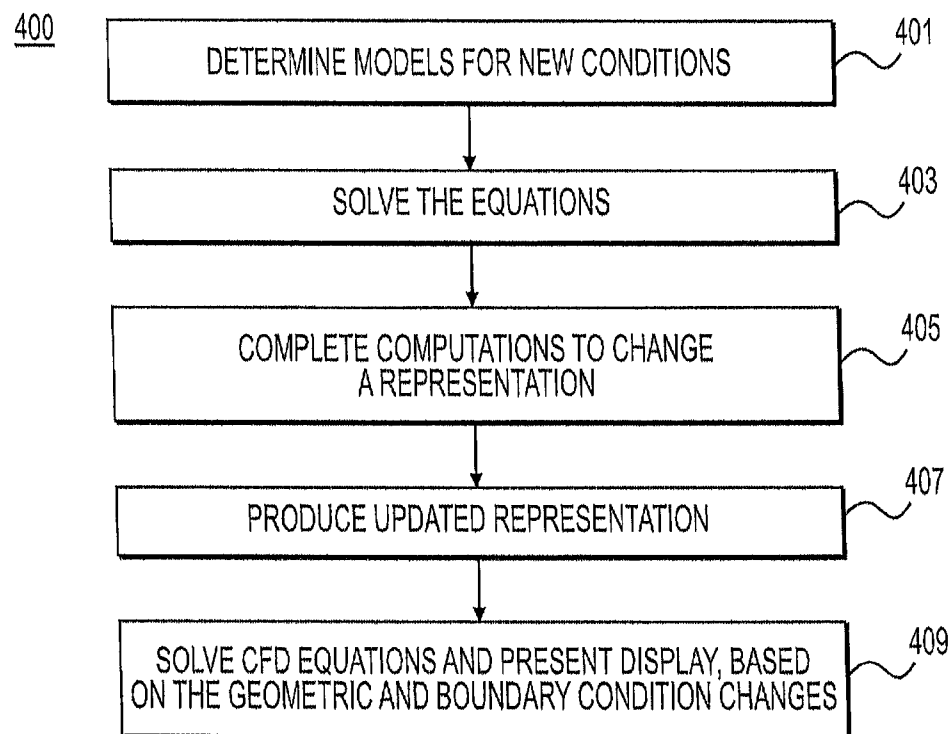 400
DETERMINE MODELS FOR NEW CONDITIONS
401
SOLVE THE EQUATIONS
403
COMPLETE COMPUTATIONS TO CHANGE
A REPRESENTATION
405
PRODUCE UPDATED REPRESENTATION
407
SOLVE CFD EQUATIONS AND PRESENT DISPLAY, BASED
ON THE GEOMETRIC AND BOUNDARY CONDITION CHANGES
409